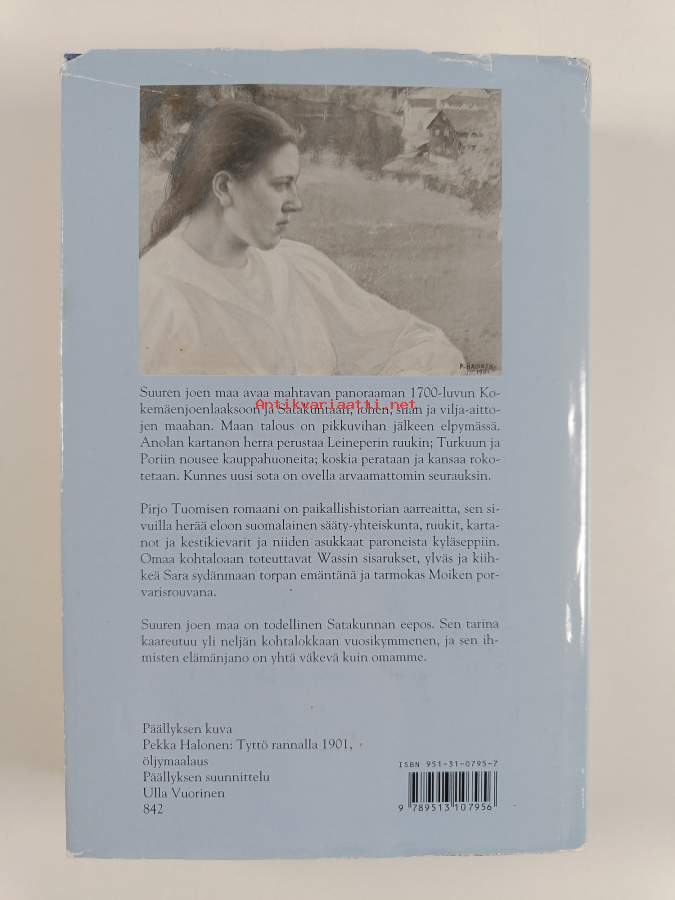 P. HALONEN
1901
Suuren joen maa avaa mahtavan panoraaman 1700-luvun Ko-
kemäenjoenlaaksoon ja Satakuntaan, lohen, siian ja vilja-aitto-
Antikvariaatti.net
jen maahan. Maan talous on pikkuvihan jälkeen elpymässä.
Anolan kartanon herra perustaa Leineperin ruukin; Turkuun ja
Poriin nousee kauppahuoneita; koskia perataan ja kansaa roko-
tetaan. Kunnes uusi sota on ovella arvaamattomin seurauksin.
Pirjo Tuomisen romaani on paikallishistorian aarreaitta, sen si-
vuilla herää eloon suomalainen sääty-yhteiskunta, ruukit, karta-
not ja kestikievarit ja niiden asukkaat paroneista kyläseppiin.
Omaa kohtaloaan toteuttavat Wassin sisarukset, ylväs ja kiih-
keä Sara sydänmaan torpan emäntänä ja tarmokas Moiken por-
varisrouvana.
Suuren joen maa on todellinen Satakunnan eepos. Sen tarina
kaareutuu yli neljän kohtalokkaan vuosikymmenen, ja sen ih-
misten elämänjano on yhtä väkevä kuin omamme.
Päällyksen kuva
Pekka Halonen: Tyttö rannalla 1901,
öljymaalaus
Päällyksen suunnittelu
Ulla Vuorinen
842
ISBN 951-31-0795-7
9 789513 107956